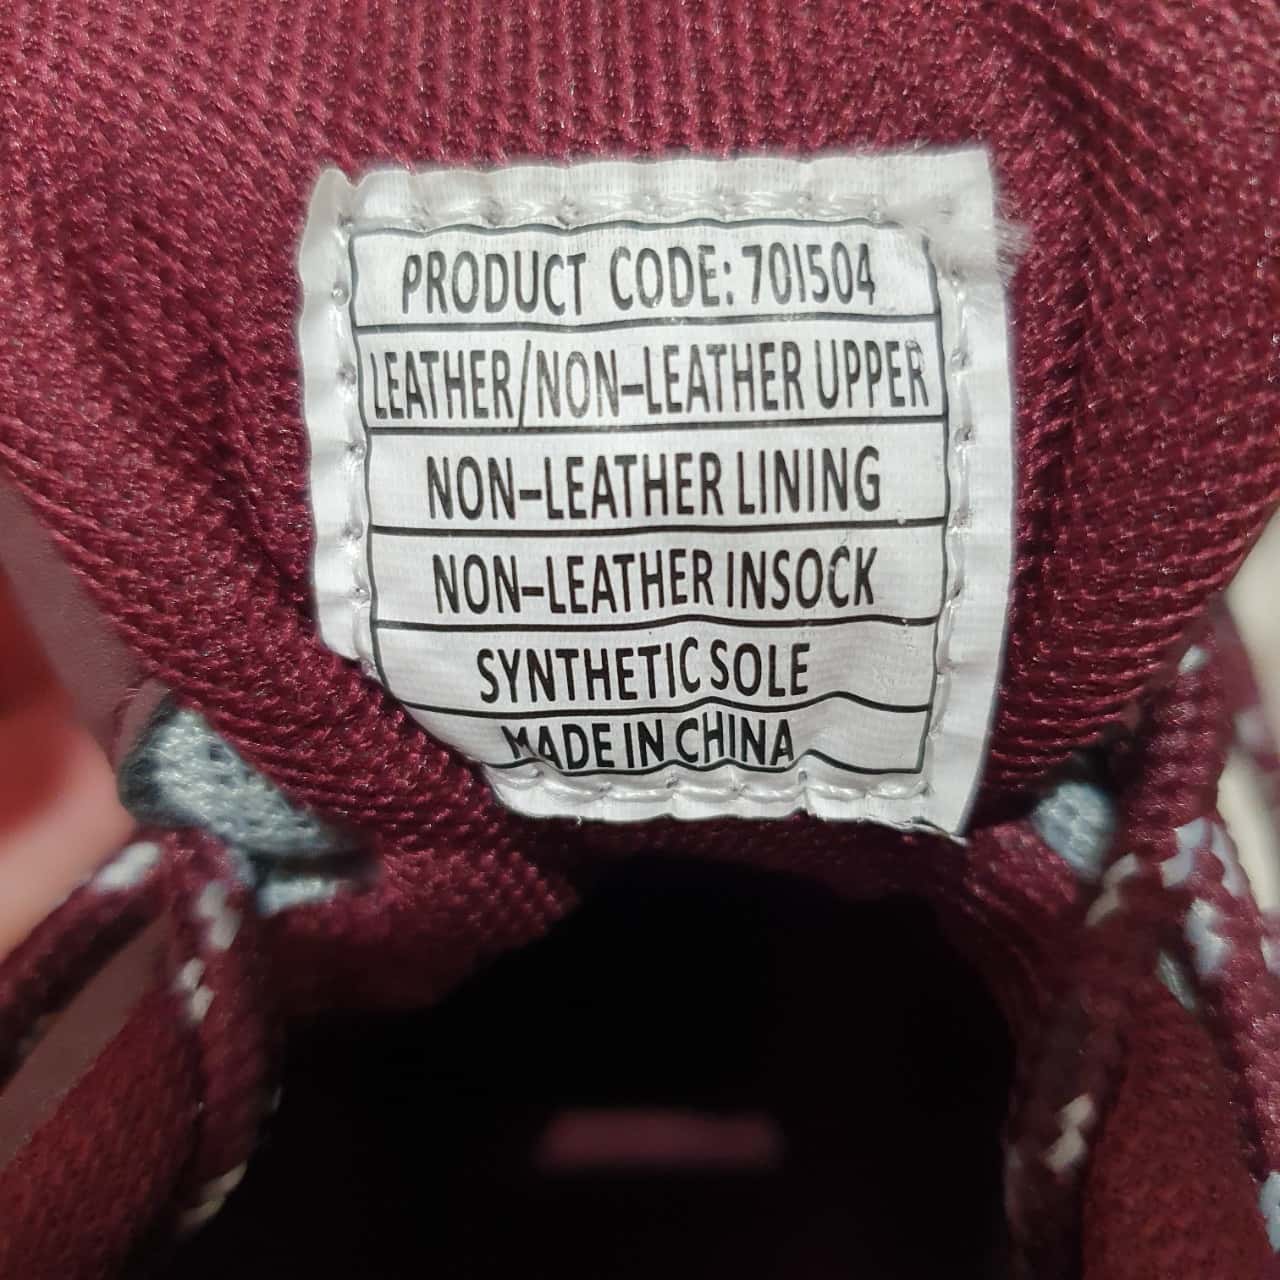 PRODUCT CODE: 701504
LEATHER/NON-LEATHER UPPER
NON-LEATHER LINING
NON-LEATHER INSOCK
SYNTHETIC SOLE
MADE IN CHINA